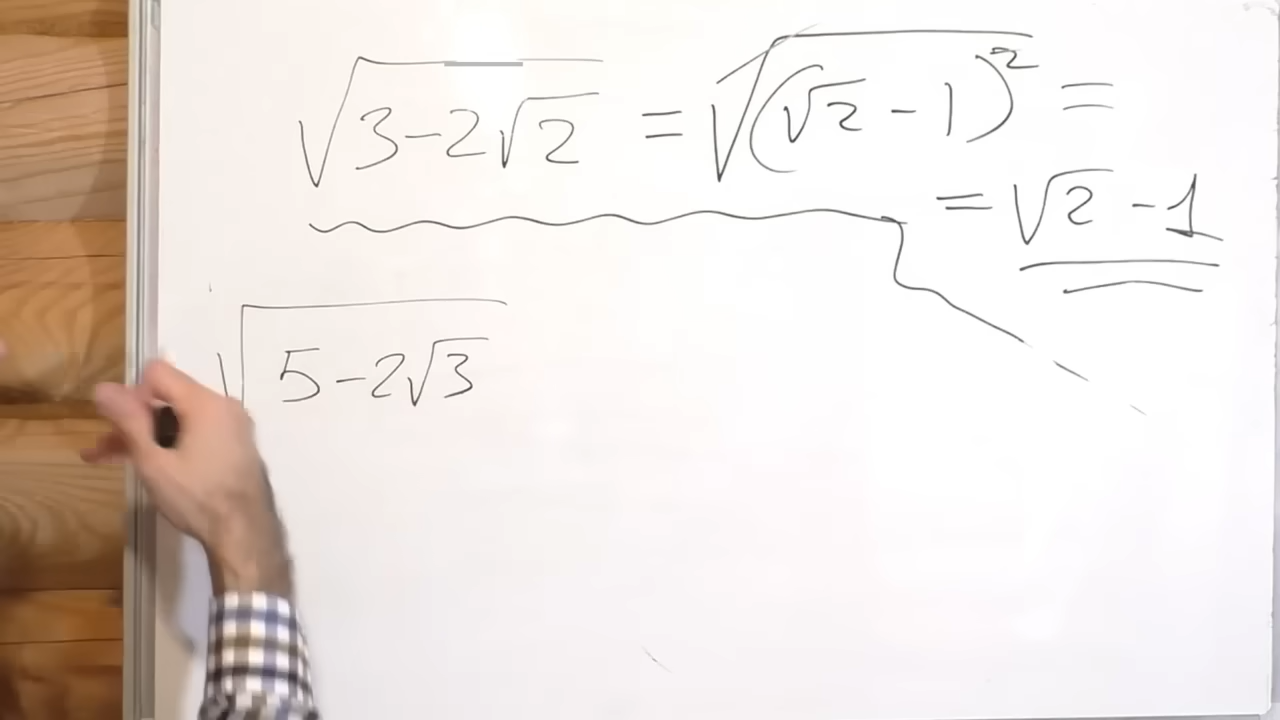 √(3-2√2) = √((√2 - 1)²) =
= √2 - 1
√(5-2√3)